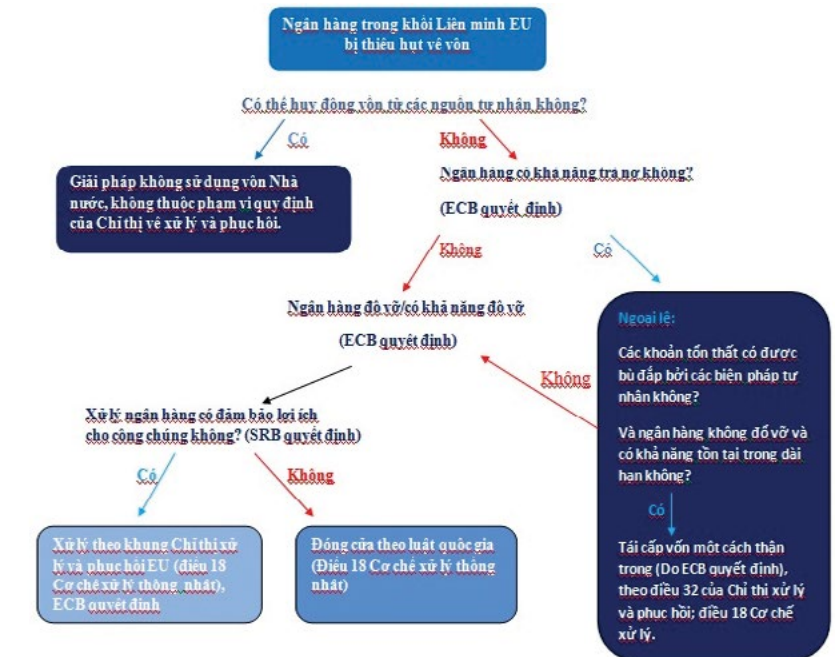 Ngân hàng trong khối Liên minh EU
bị thiếu hụt về vốn
Có thể huy động vốn từ các nguồn tư nhân không?
Có
Không
Giải pháp không sử dụng vốn Nhà
nước, không thuộc phạm vi quy định
của Chỉ thị về xử lý và phục hồi.
Ngân hàng có khả năng trả nợ không?
(ECB quyết định)
Không
Có
Ngân hàng đổ vỡ/có khả năng đổ vỡ
(ECB quyết định)
Không
Ngoại lệ:
Các khoản tổn thất có được
bù đắp bởi các biện pháp tư
nhân không?
Và ngân hàng không đổ vỡ và
có khả năng tồn tại trong dài
hạn không?
Có
Tái cấp vốn một cách thận
trọng (Do ECB quyết định),
theo điều 32 của Chỉ thị xử lý
và phục hồi; điều 18 Cơ chế
xử lý.
Xử lý ngân hàng có đảm bảo lợi ích
cho công chúng không? (SRB quyết định)
Có
Không
Xử lý theo khung Chỉ thị xử
lý và phục hồi EU (điều 18
Cơ chế xử lý thống nhất),
ECB quyết định
Đóng cửa theo luật quốc gia
(Điều 18 Cơ chế xử lý thống
nhất)